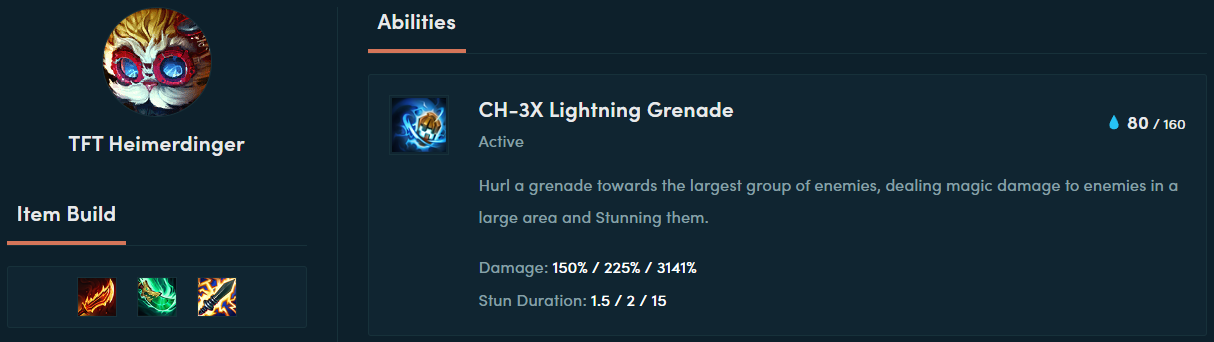 TFT Heimerdinger
Item Build
Abilities
CH-3X Lightning Grenade
Active
80 / 160
Hurl a grenade towards the largest group of enemies, dealing magic damage to enemies in a
large area and Stunning them.
Damage: 150% / 225% / 3141%
Stun Duration: 1.5 / 2 / 15